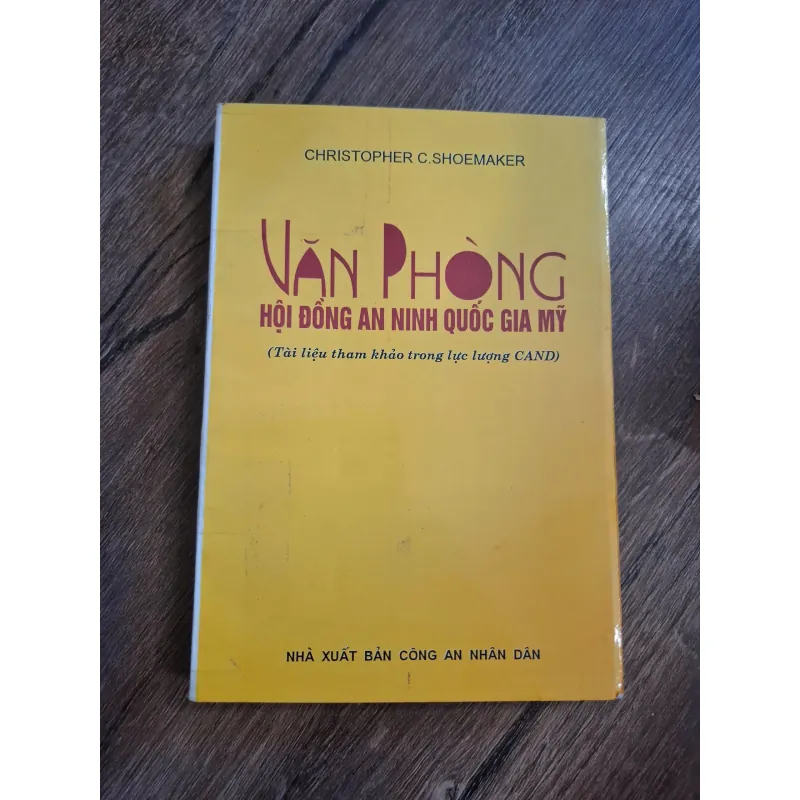 CHRISTOPHER C.SHOEMAKER
VĂN PHÒNG
HỘI ĐỒNG AN NINH QUỐC GIA MỸ
(Tài liệu tham khảo trong lực lượng CAND)
NHÀ XUẤT BẢN CÔNG AN NHÂN DÂN